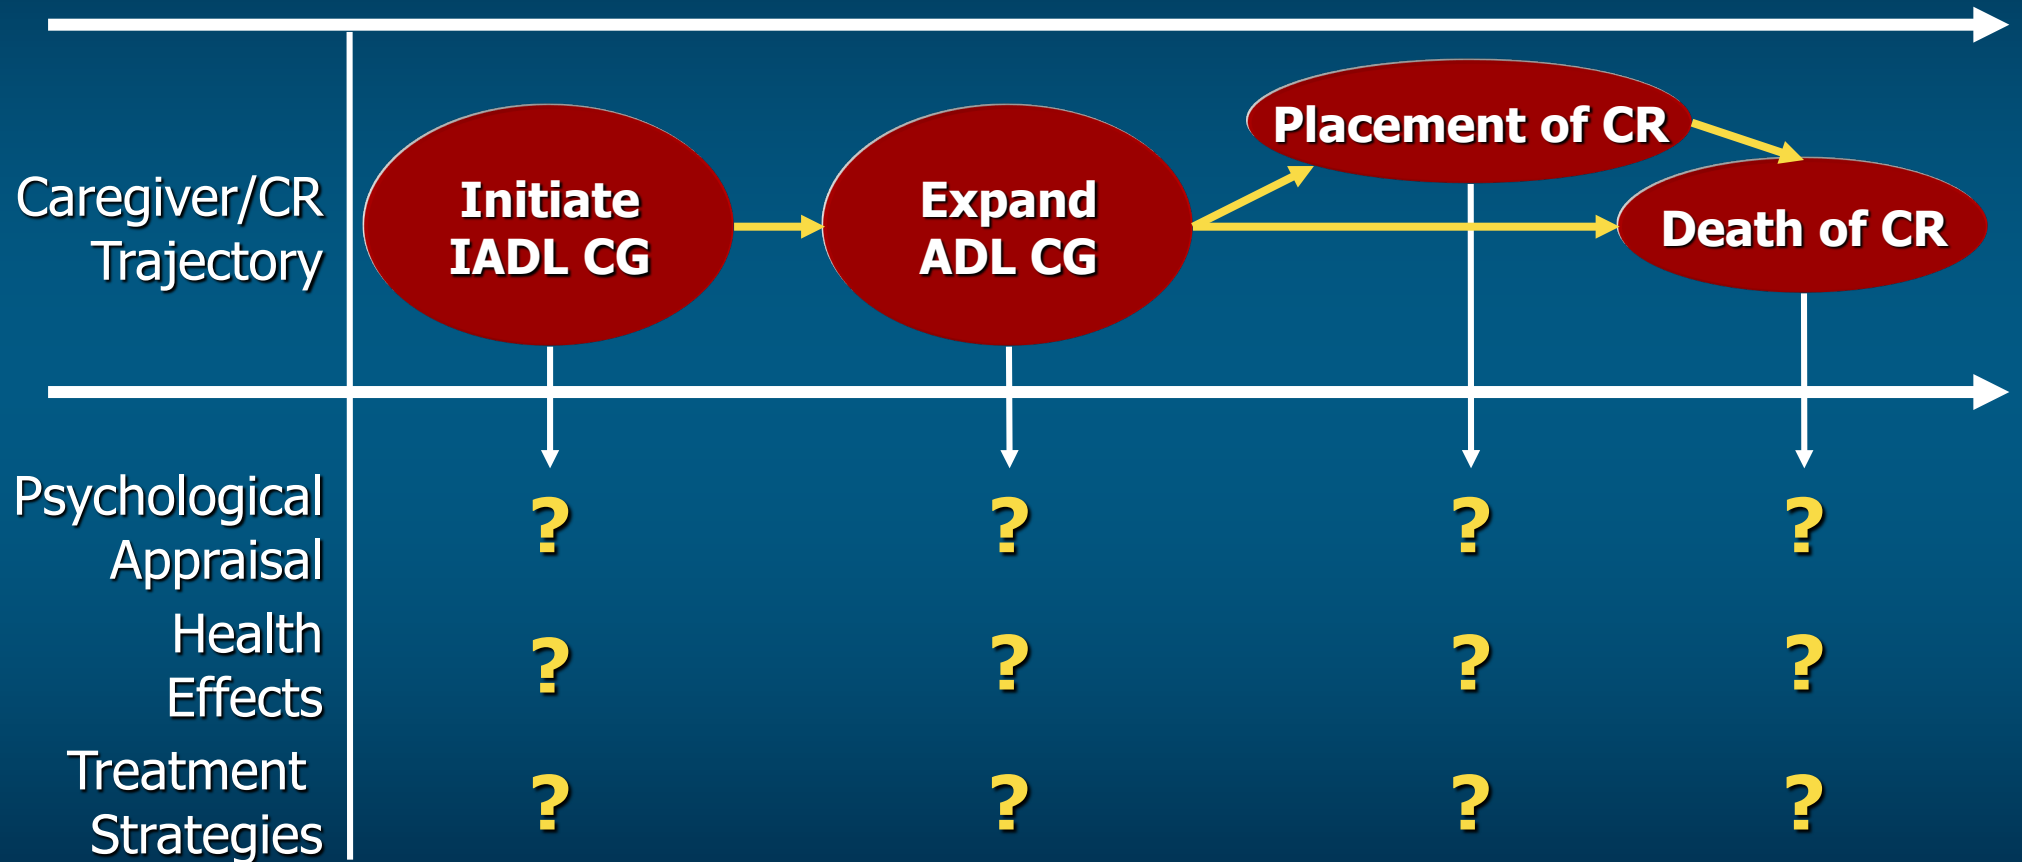 Caregiver/CR
Trajectory
Initiate
IADL CG
Expand
ADL CG
Placement of CR
Death of CR
Psychological
Appraisal
? ? ? ?
Health
Effects
? ? ? ?
Treatment
Strategies
? ? ? ?